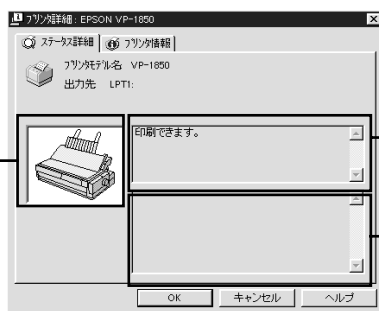 プリンタ詳細 : EPSON VP-1850
ステータス詳細 プリンタ情報
プリンタモデル名 VP-1850
出力先 LPT1:
印刷できます。
OK キャンセル ヘルプ